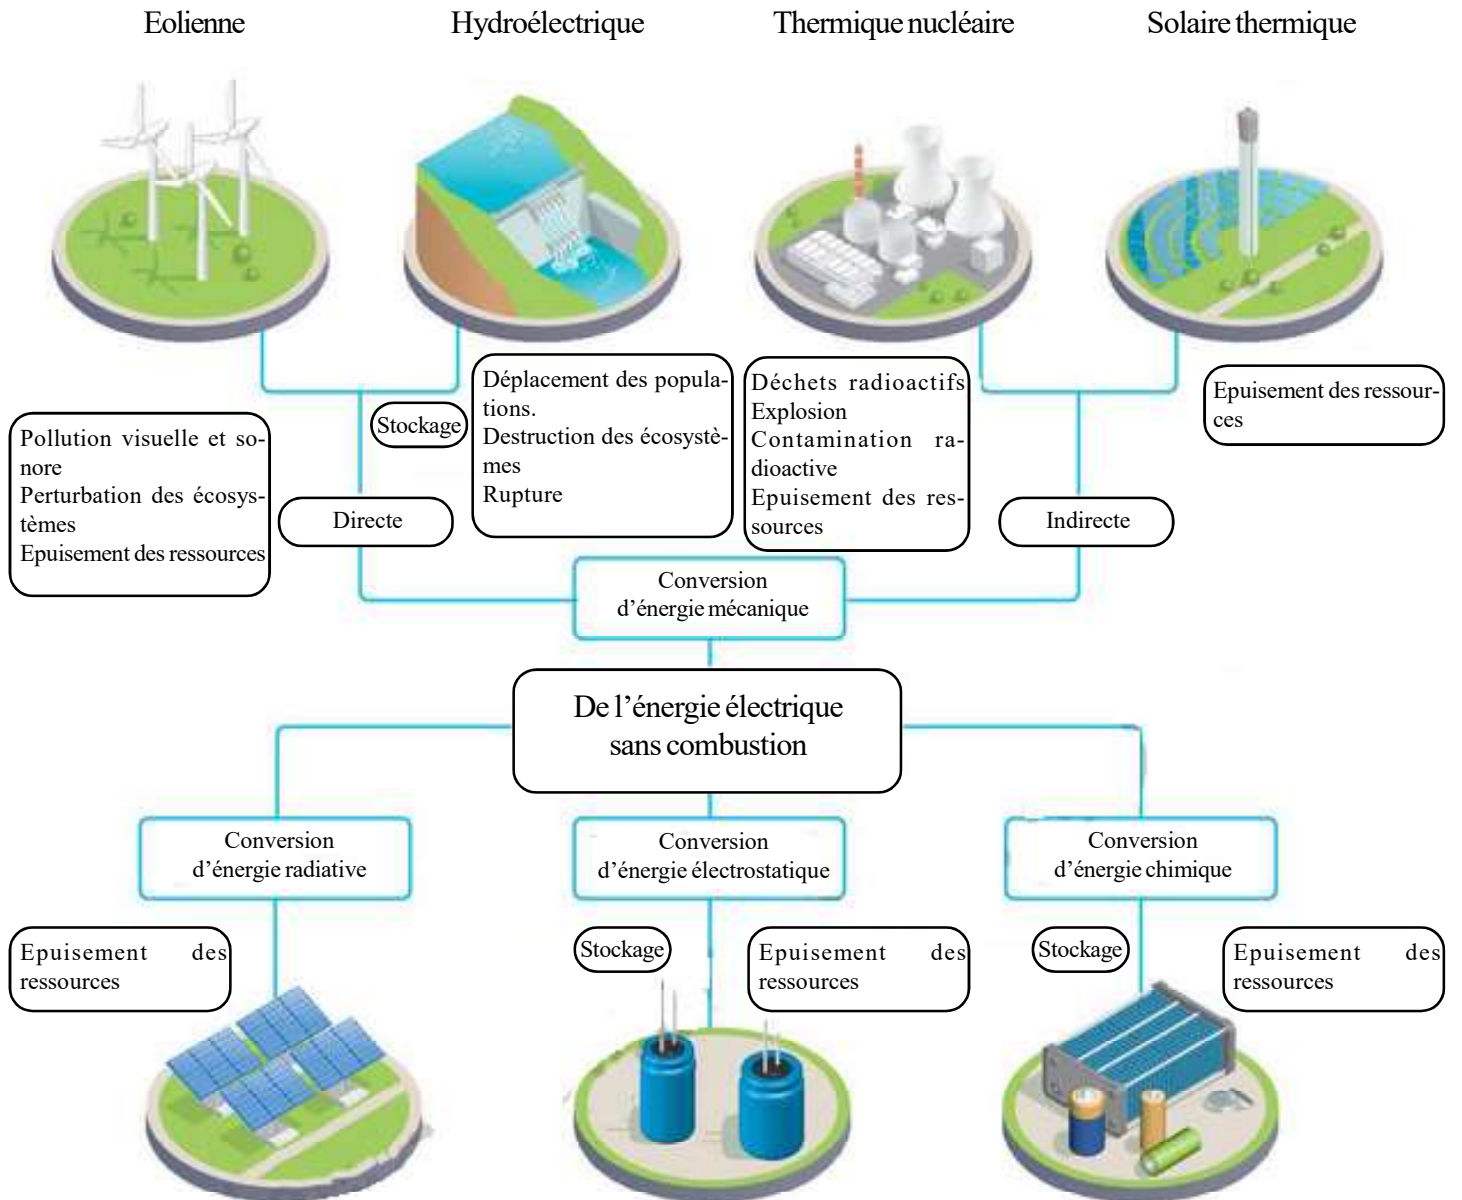 Eolienne
Hydroélectrique
Thermique nucléaire
Solaire thermique
Pollution visuelle et so-
nore
Perturbation des écosys-
tèmes
Epuisement des ressources
Directe
Stockage
Déplacement des popula-
tions.
Destruction des écosystè-
mes
Rupture
Déchets radioactifs
Explosion
Contamination ra-
dioactive
Epuisement des res-
sources
Indirecte
Epuisement des ressour-
ces
Conversion
d’énergie mécanique
De l’énergie électrique
sans combustion
Conversion
d’énergie radiative
Conversion
d’énergie électrostatique
Conversion
d’énergie chimique
Epuisement des
ressources
Stockage
Epuisement des
ressources
Stockage
Epuisement des
ressources